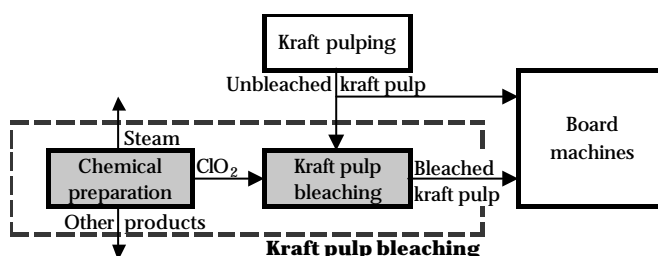 Kraft pulping
Unbleached kraft pulp
Board
machines
Steam
Chemical
preparation
ClO₂
Kraft pulp
bleaching
Bleached
kraft pulp
Other products
Kraft pulp bleaching